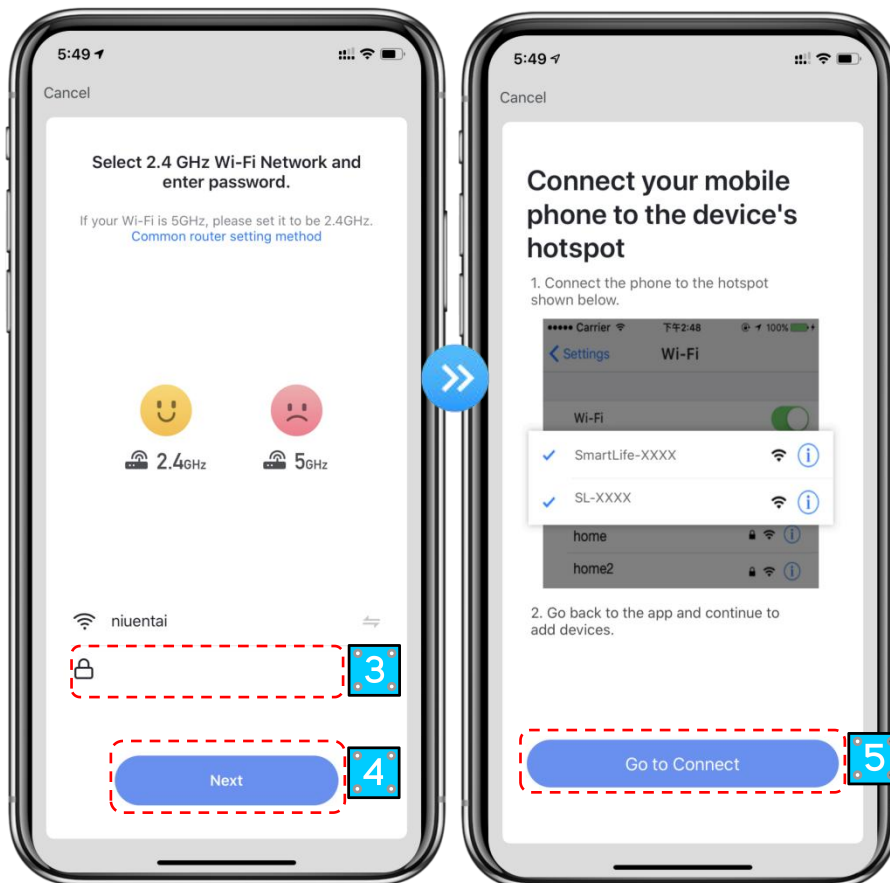 5:49
Cancel
Select 2.4 GHz Wi-Fi Network and
enter password.
If your Wi-Fi is 5GHz, please set it to be 2.4GHz.
Common router setting method
2.4GHz
5GHz
niuentai
3
Next
4
5:49
Cancel
Connect your mobile
phone to the device's
hotspot
1. Connect the phone to the hotspot
shown below.
Carrier 下午2:48 100%
Settings Wi-Fi
Wi-Fi
SmartLife-XXXX
SL-XXXX
home
home2
2. Go back to the app and continue to
add devices.
Go to Connect
5